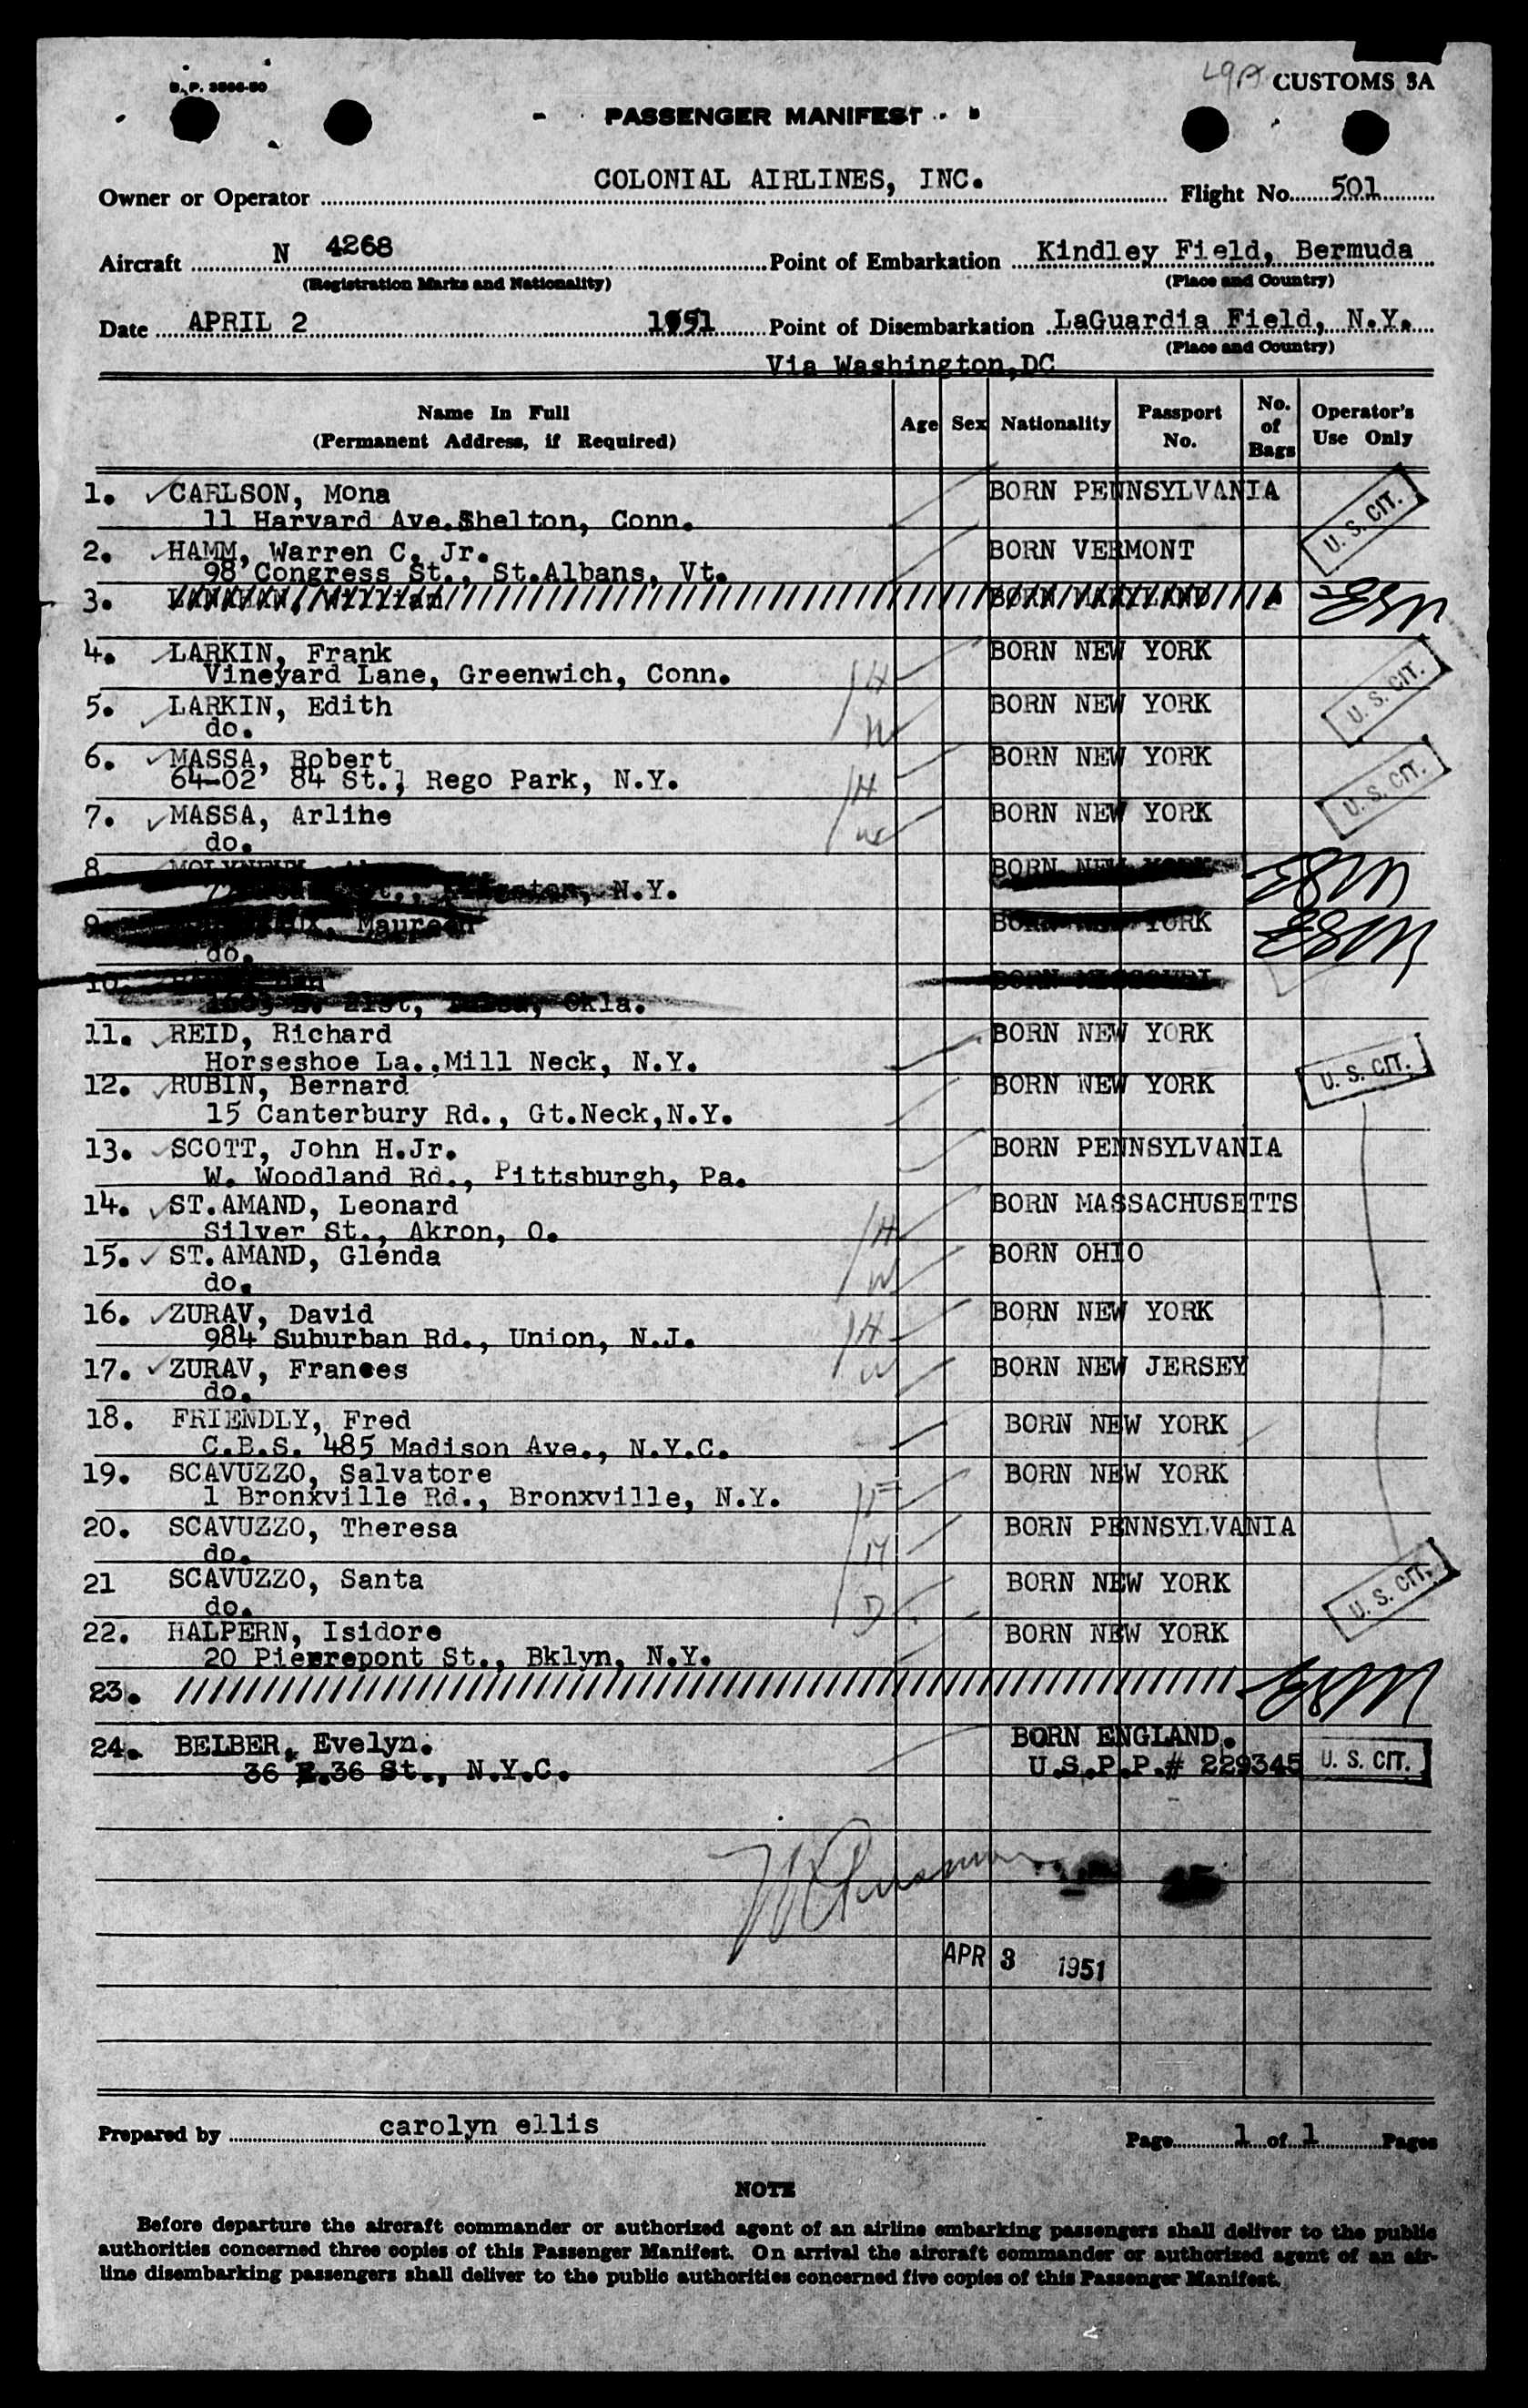 B.P. 3566-50
29A CUSTOMS 3A
PASSENGER MANIFEST
Owner or Operator COLONIAL AIRLINES, INC. Flight No. 501
Aircraft N 4268 Point of Embarkation Kindley Field, Bermuda
(Registration Marks and Nationality) (Place and Country)
Date APRIL 2 1951 Point of Disembarkation LaGuardia Field, N.Y.
(Place and Country)
Via Washington,DC
Name In Full (Permanent Address, if Required) Age Sex Nationality Passport No. No. of Bags Operator's Use Only
1. CARLSON, Mona BORN PENNSYLVANIA
11 Harvard Ave.Shelton, Conn. U. S. CIT.
2. HAMM, Warren C. Jr. BORN VERMONT
98 Congress St., St.Albans, Vt.
3. William BORN MARYLAND
4. LARKIN, Frank BORN NEW YORK
Vineyard Lane, Greenwich, Conn. H
5. LARKIN, Edith BORN NEW YORK U. S. CIT.
do. W
6. MASSA, Robert BORN NEW YORK
64-02 84 St., Rego Park, N.Y. H U. S. CIT.
7. MASSA, Arline BORN NEW YORK
do. W
8. BORN NEW YORK
N.Y.
9. Maureen BORN YORK
do.
10. BORN MISSOURI
21st, Okla.
11. REID, Richard BORN NEW YORK
Horseshoe La.,Mill Neck, N.Y.
12. RUBIN, Bernard BORN NEW YORK U. S. CIT.
15 Canterbury Rd., Gt.Neck,N.Y.
13. SCOTT, John H.Jr. BORN PENNSYLVANIA
W. Woodland Rd., Pittsburgh, Pa.
14. ST.AMAND, Leonard BORN MASSACHUSETTS
Silver St., Akron, O. H
15. ST.AMAND, Glenda BORN OHIO
do. W
16. ZURAV, David BORN NEW YORK
984 Suburban Rd., Union, N.J. H
17. ZURAV, Frances BORN NEW JERSEY
do. W
18. FRIENDLY, Fred BORN NEW YORK
C.B.S. 485 Madison Ave., N.Y.C.
19. SCAVUZZO, Salvatore BORN NEW YORK
1 Bronxville Rd., Bronxville, N.Y. F
20. SCAVUZZO, Theresa BORN PENNSYLVANIA
do. M
21 SCAVUZZO, Santa BORN NEW YORK U. S. CIT.
do. D
22. HALPERN, Isidore BORN NEW YORK
20 Pierrepont St., Bklyn, N.Y.
23.
24. BELBER, Evelyn. BORN ENGLAND.
36 E.36 St., N.Y.C. U.S.P.P.# 229345 U. S. CIT.
APR 3 1951
Prepared by carolyn ellis Page 1 of 1 Pages
NOTE
Before departure the aircraft commander or authorized agent of an airline embarking passengers shall deliver to the public
authorities concerned three copies of this Passenger Manifest. On arrival the aircraft commander or authorized agent of an air-
line disembarking passengers shall deliver to the public authorities concerned five copies of this Passenger Manifest.